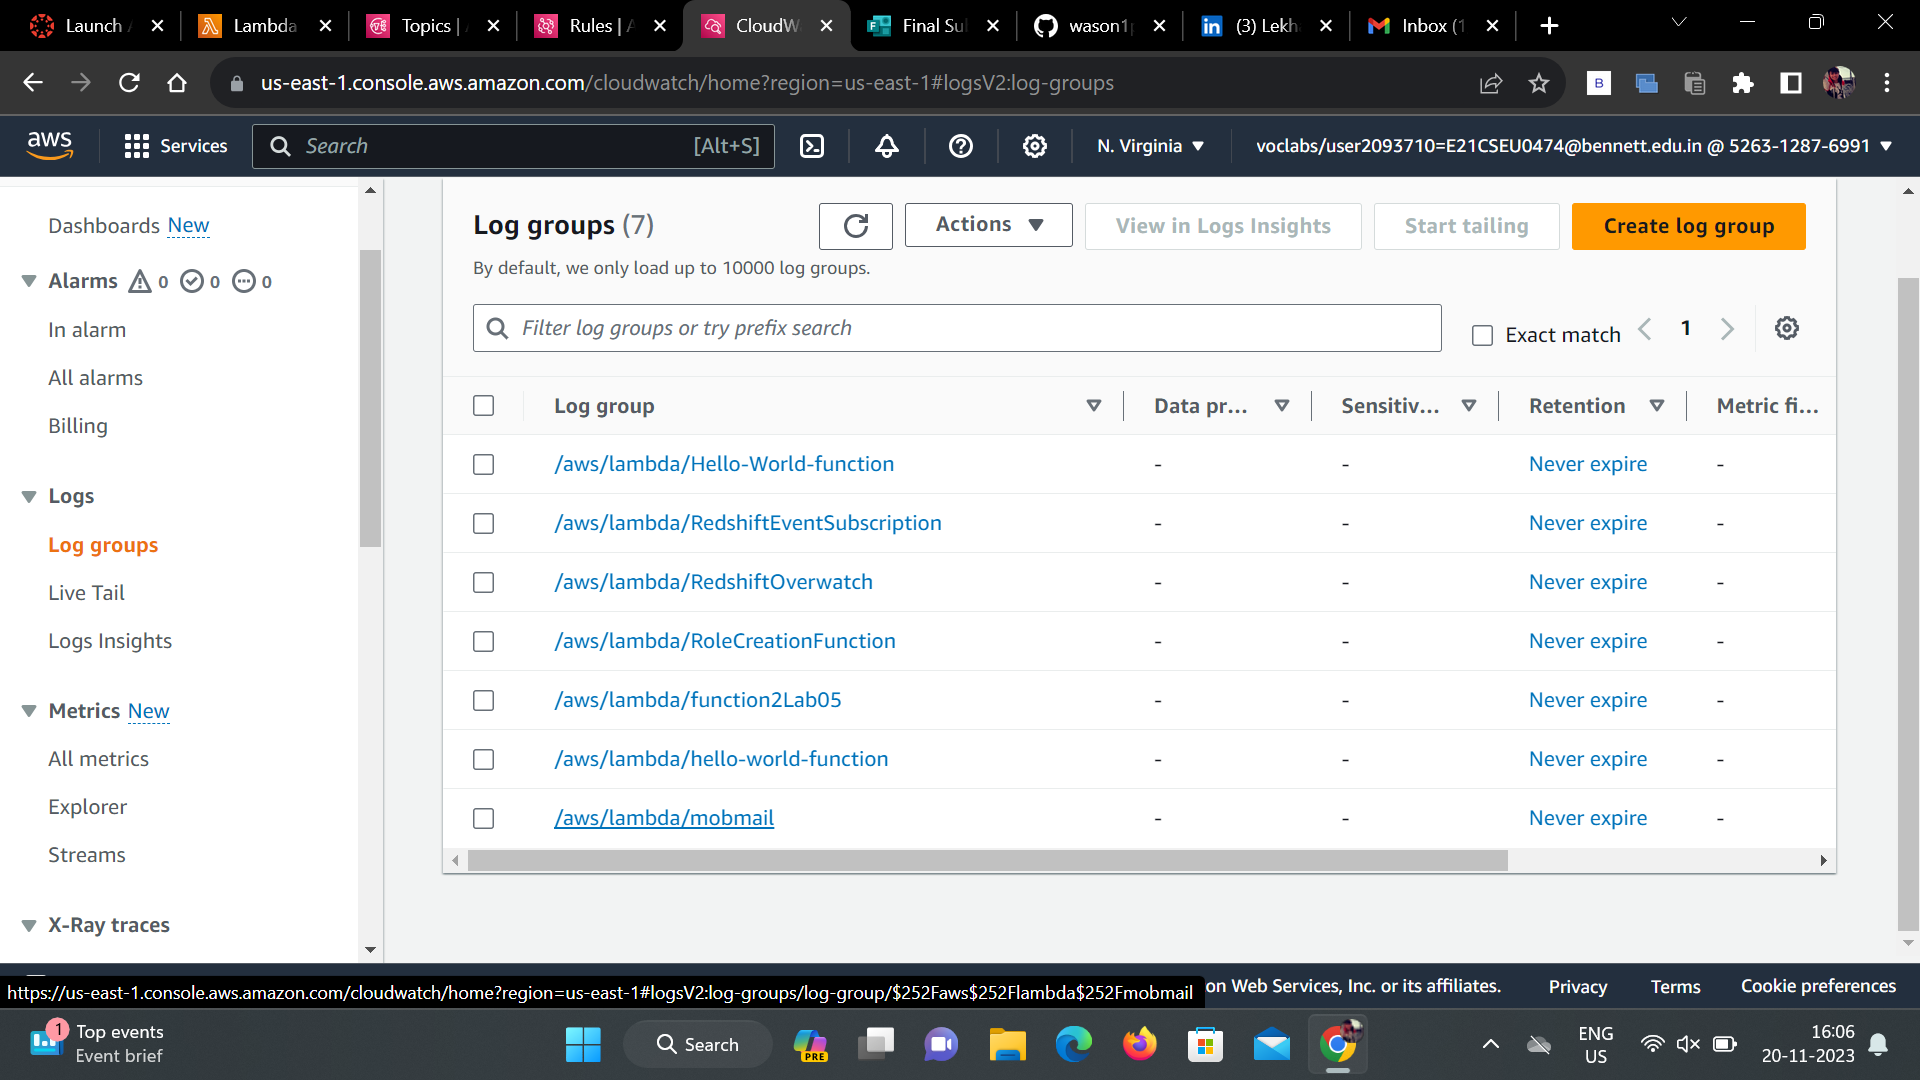 Launch
Lambda
Topics |
Rules |
CloudW
Final Sul
wason1
(3) Lekh
Inbox (1
us-east-1.console.aws.amazon.com/cloudwatch/home?region=us-east-1#logsV2:log-groups
B
aws
Services
Search
[Alt+S]
N. Virginia
voclabs/user2093710=E21CSEU0474@bennett.edu.in @ 5263-1287-6991
Dashboards New
Alarms 0 0 0
In alarm
All alarms
Billing
Logs
Log groups
Live Tail
Logs Insights
Metrics New
All metrics
Explorer
Streams
X-Ray traces
Log groups (7)
Actions
View in Logs Insights
Start tailing
Create log group
By default, we only load up to 10000 log groups.
Filter log groups or try prefix search
Exact match
1
Log group Data pr... Sensitiv... Retention Metric fi...
/aws/lambda/Hello-World-function - - Never expire -
/aws/lambda/RedshiftEventSubscription - - Never expire -
/aws/lambda/RedshiftOverwatch - - Never expire -
/aws/lambda/RoleCreationFunction - - Never expire -
/aws/lambda/function2Lab05 - - Never expire -
/aws/lambda/hello-world-function - - Never expire -
/aws/lambda/mobmail - - Never expire -
https://us-east-1.console.aws.amazon.com/cloudwatch/home?region=us-east-1#logsV2:log-groups/log-group/$252Faws$252Flambda$252Fmobmail
on Web Services, Inc. or its affiliates.
Privacy
Terms
Cookie preferences
1
Top events
Event brief
Search
PRE
ENG
US
16:06
20-11-2023